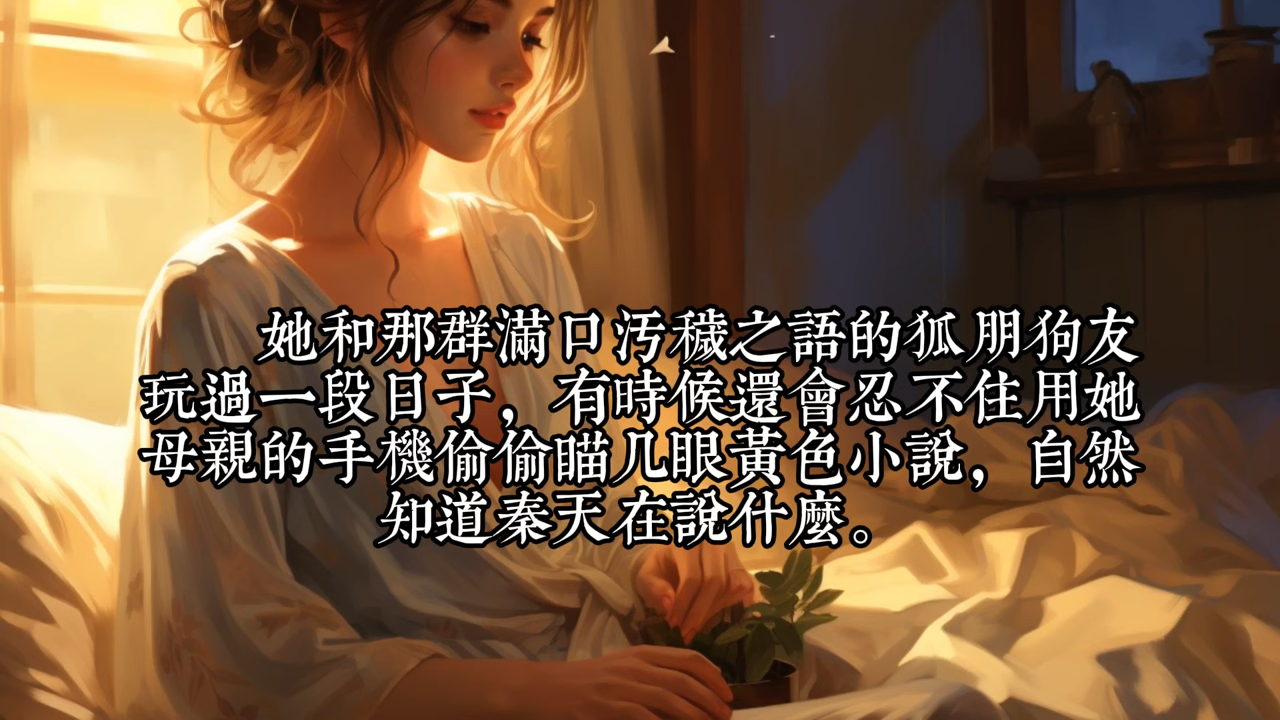 她和那群滿口污穢之語的狐朋狗友
玩過一段日子，有時候還會忍不住用她
母親的手機偷偷瞄几眼黃色小說，自然
知道秦天在說什麼。